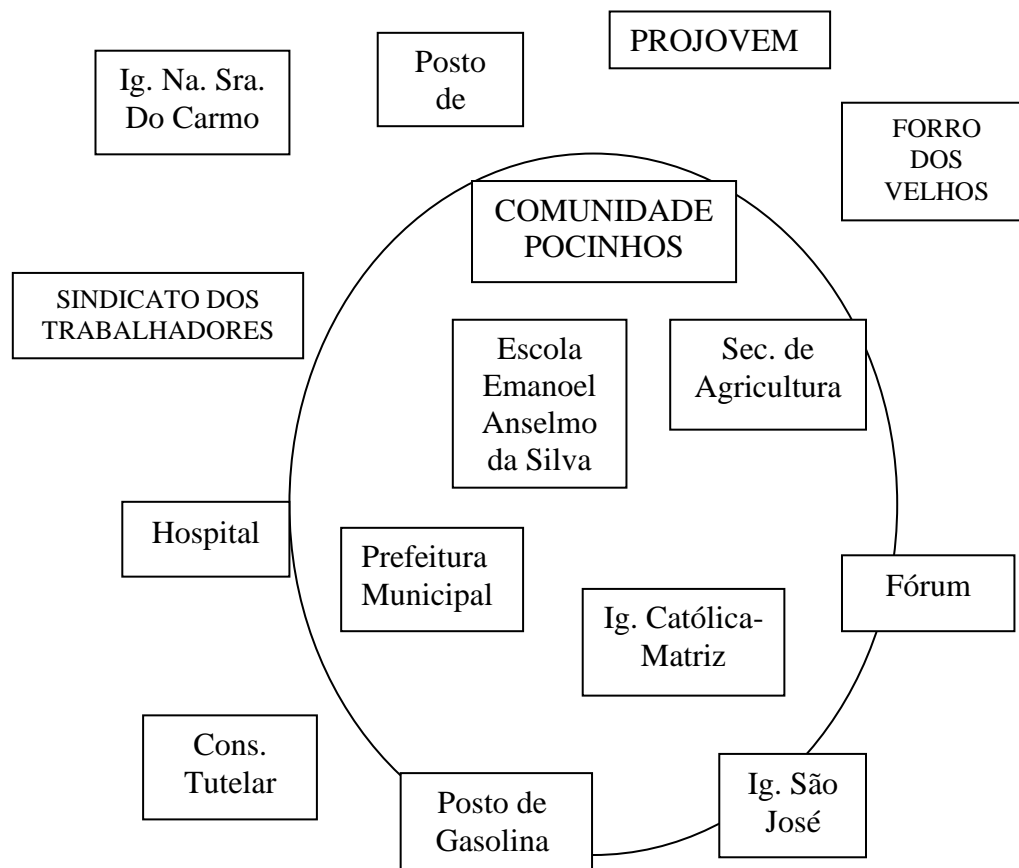 PROJOVEM
Posto
de
Ig. Na. Sra.
Do Carmo
FORRO
DOS
VELHOS
COMUNIDADE
POCINHOS
SINDICATO DOS
TRABALHADORES
Escola
Emanoel
Anselmo
da Silva
Sec. de
Agricultura
Hospital
Prefeitura
Municipal
Fórum
Ig. Católica-
Matriz
Cons.
Tutelar
Posto de
Gasolina
Ig. São
José